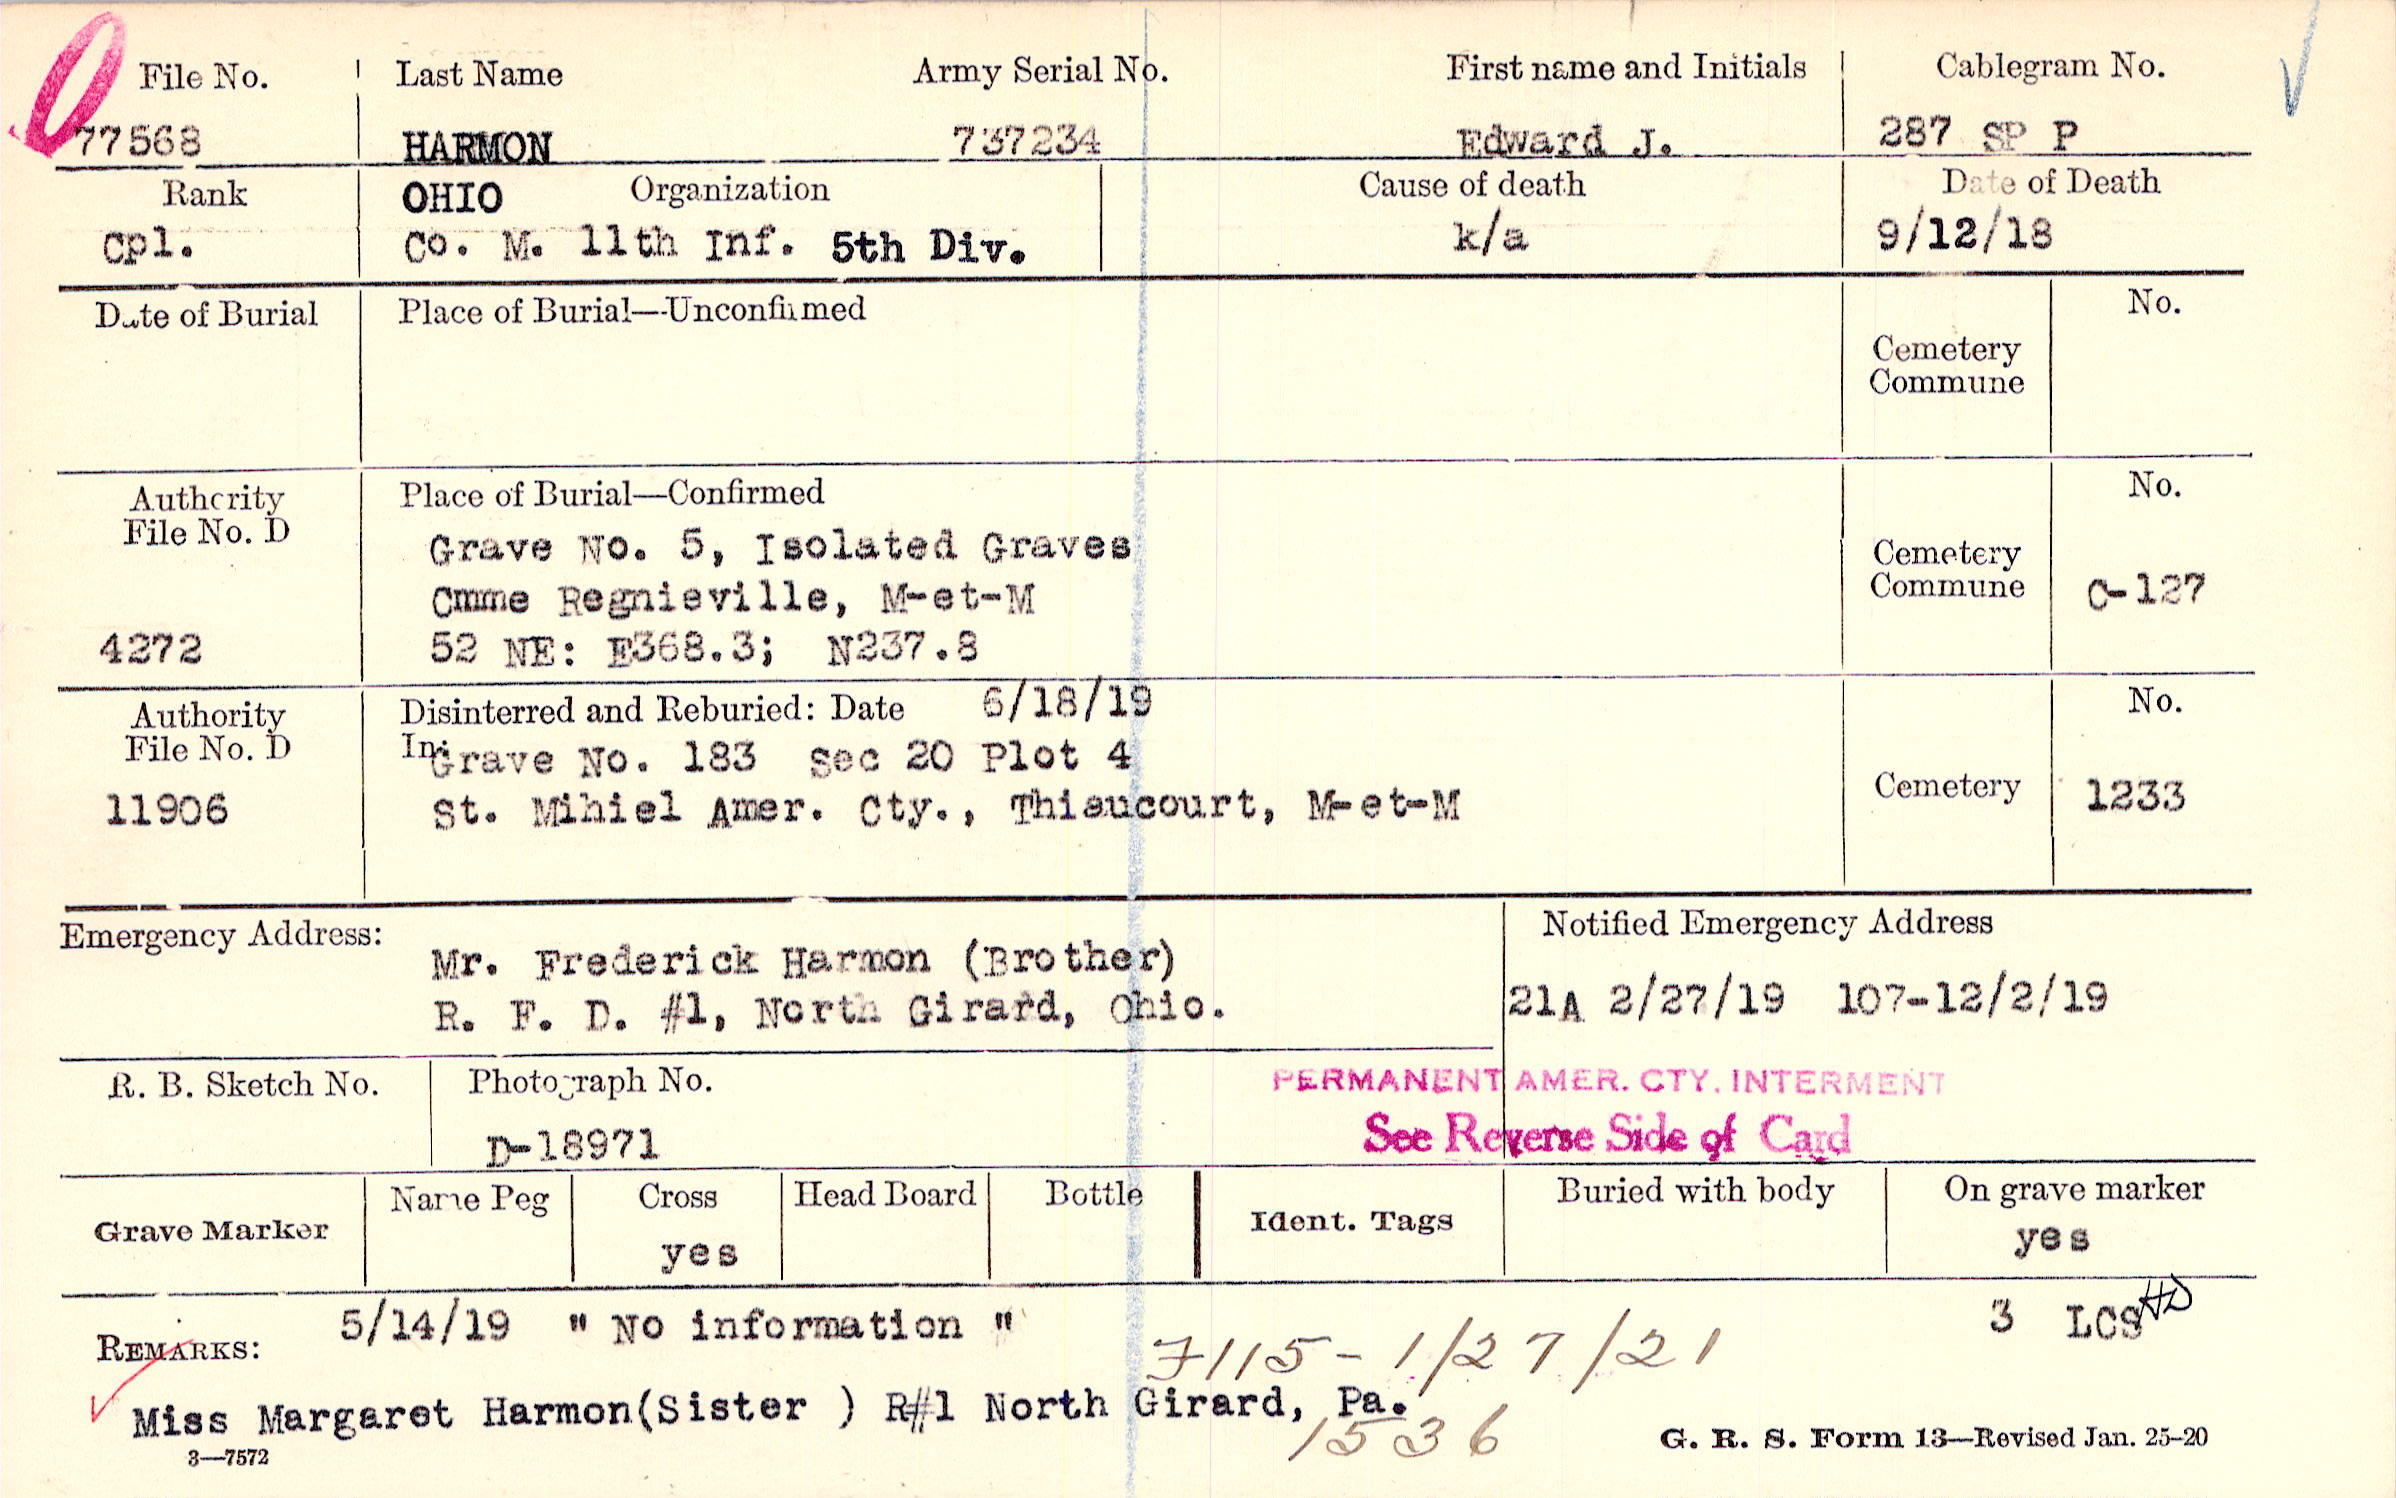 File No. Last Name Army Serial No. First name and Initials Cablegram No.
77568 HARMON 737234 Edward J. 287 SP P
Rank OHIO Organization Cause of death Date of Death
Cpl. Co. M. 11th Inf. 5th Div. k/a 9/12/18
Date of Burial Place of Burial—Unconfirmed No.
Cemetery
Commune
Authority Place of Burial—Confirmed No.
File No. D
Grave No. 5, Isolated Graves Cemetery
Cmme Regnieville, M-et-M Commune C-127
4272 52 NE: E368.3; N237.8
Authority Disinterred and Reburied: Date 6/18/19 No.
File No. D In:
Grave No. 183 Sec 20 Plot 4
11906 St. Mihiel Amer. Cty., Thiaucourt, M-et-M Cemetery 1233
Emergency Address: Notified Emergency Address
Mr. Frederick Harmon (Brother)
R. F. D. #1, North Girard, Ohio. 21A 2/27/19 107-12/2/19
R. B. Sketch No. Photograph No. PERMANENT AMER. CTY. INTERMENT
D-18971 See Reverse Side of Card
Grave Marker Name Peg Cross Head Board Bottle Ident. Tags Buried with body On grave marker
yes yes
REMARKS: 5/14/19 " No information " 3 LCS HD
7115-1/27/21
Miss Margaret Harmon(Sister ) R#1 North Girard, Pa.
1536
3—7572 G. R. S. Form 13—Revised Jan. 25-20